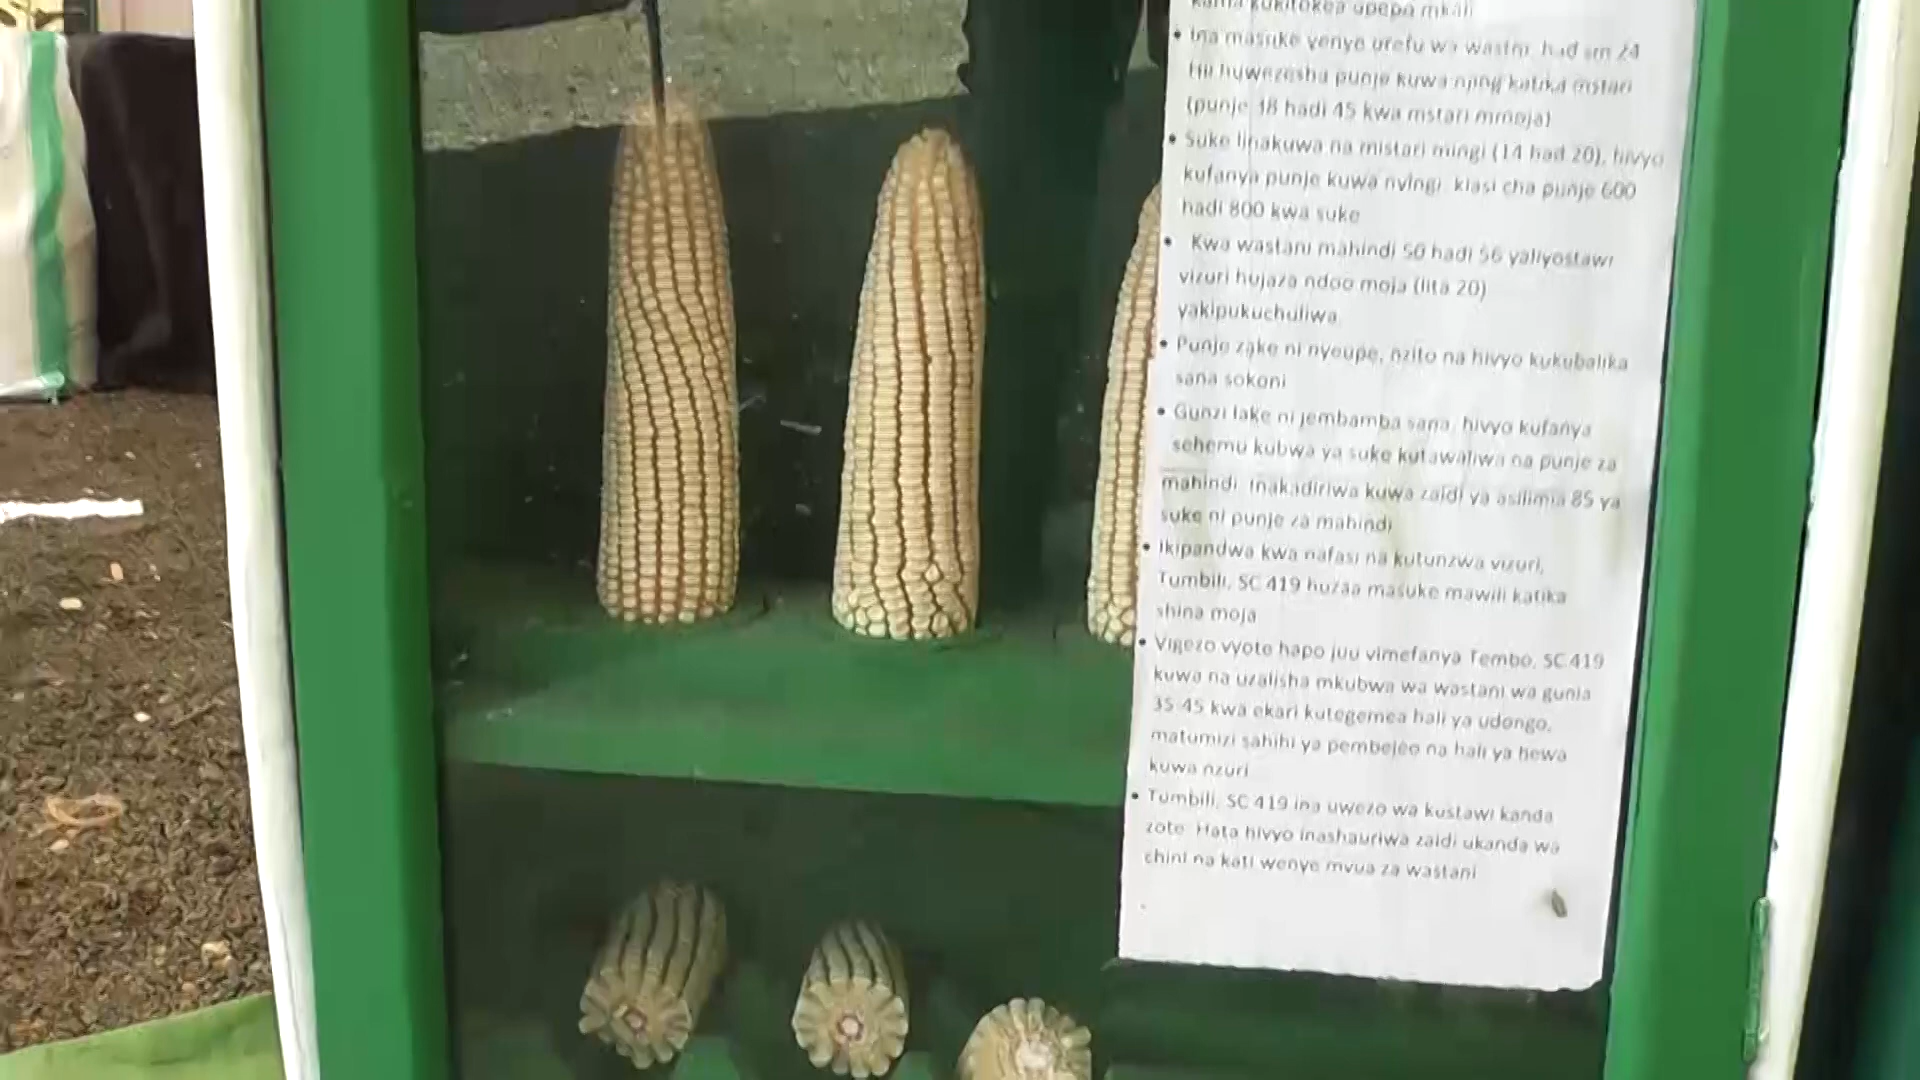 kama kukitokea upepo mkali
• Ina masuke yenye urefu wa wastni, had sm 24
Hii huwezesha punje kuwa njing katika mstari
(punje 38 hadi 45 kwa mstari mmoja)
• Suke linakuwa na mistari mingi (14 had 20), hivyo
kufanya punje kuwa nyingi, kiasi cha punje 600
hadi 800 kwa suke
• Kwa wastani mahindi 50 hadi 56 yaliyostawi
vizuri hujaza ndoo moja (lita 20)
yakipukuchuliwa.
• Punje zake ni nyeupe, nzito na hivyo kukubalika
sana sokoni
• Gunzi lake ni jembamba sana, hivyo kufanya
sehemu kubwa ya suke kutawaliwa na punje za
mahindi. Inakadiriwa kuwa zaidi ya asilimia 85 ya
suke ni punje za mahindi
• Ikipandwa kwa nafasi na kutunzwa vizuri,
Tumbili, SC 419 huzaa masuke mawili katika
shina moja
• Vigezo vyote hapo juu vimefanya Tembo, SC 419
kuwa na uzalisha mkubwa wa wastani wa gunia
35-45 kwa ekari kutegemea hali ya udongo,
matumizi sahihi ya pembejeo na hali ya hewa
kuwa nzuri
• Tumbili, SC 419 ina uwezo wa kustawi kanda
zote. Hata hivyo inashauriwa zaidi ukanda wa
chini na kati wenye mvua za wastani